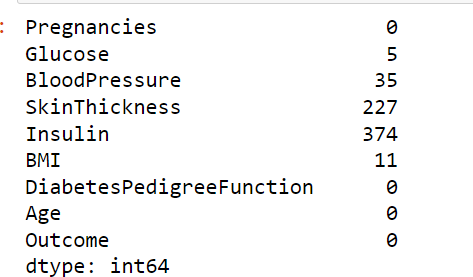 : Pregnancies 0
Glucose 5
BloodPressure 35
SkinThickness 227
Insulin 374
BMI 11
DiabetesPedigreeFunction 0
Age 0
Outcome 0
dtype: int64